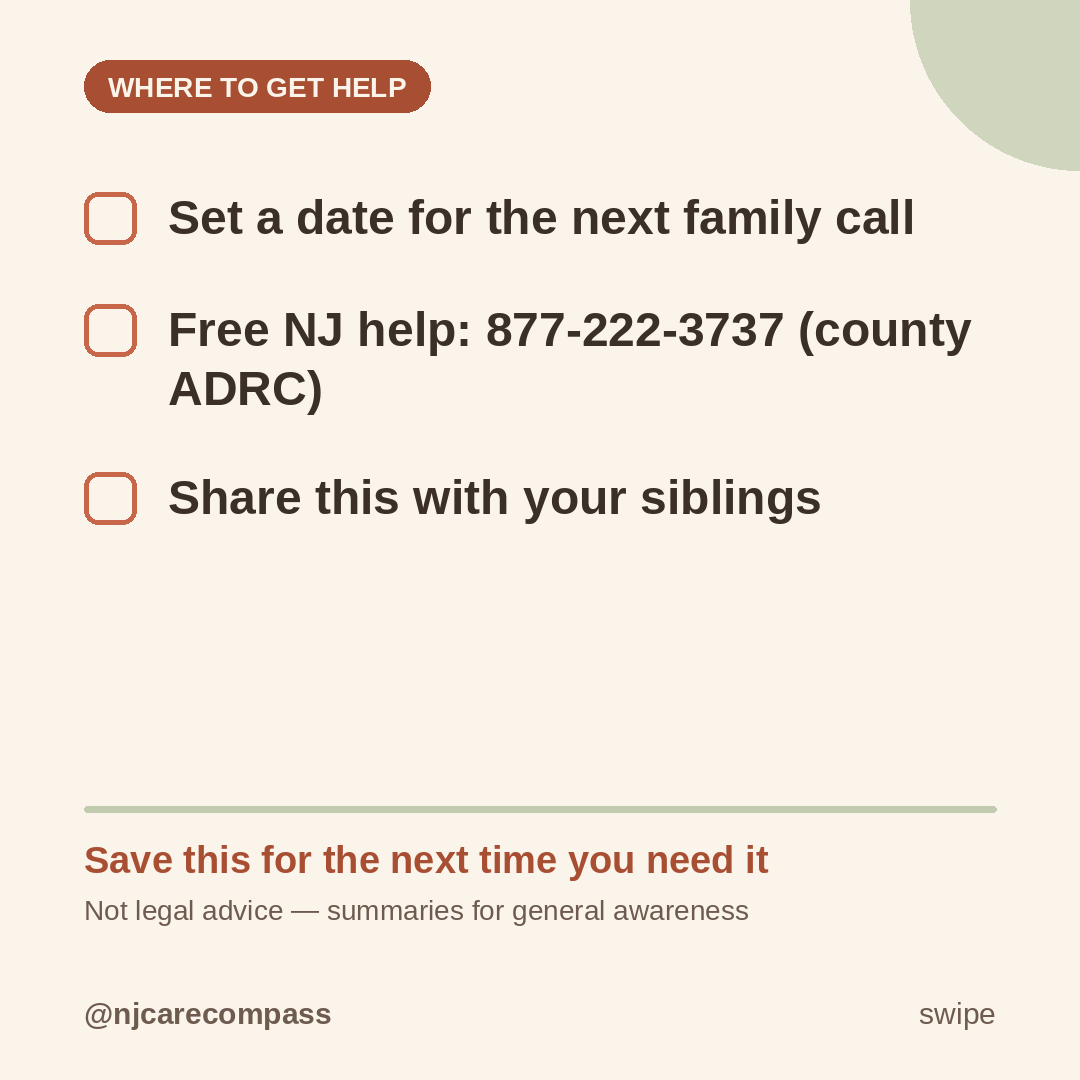 WHERE TO GET HELP
Set a date for the next family call
Free NJ help: 877-222-3737 (county
ADRC)
Share this with your siblings
Save this for the next time you need it
Not legal advice — summaries for general awareness
@njcarecompass
swipe